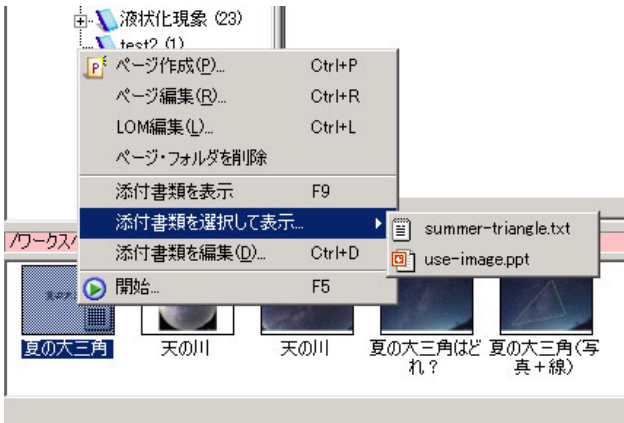 液状化現象 (23)
test2 (1)
ページ作成(P)... Ctrl+P
ページ編集(R)... Ctrl+R
LOM編集(L)... Ctrl+L
ページ・フォルダを削除
添付書類を表示 F9
添付書類を選択して表示...
添付書類を編集(D)... Ctrl+D
開始... F5
summer-triangle.txt
use-image.ppt
/ワークスペ
夏の大三角
天の川
天の川
夏の大三角はど
れ？
夏の大三角(写
真＋線)